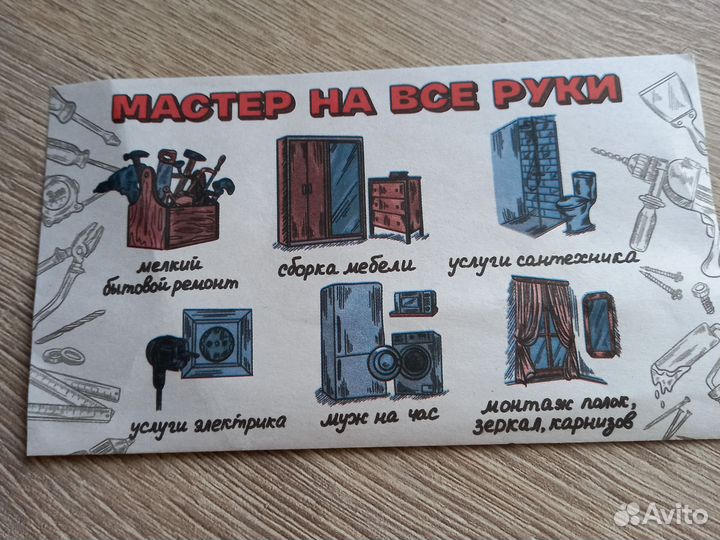 МАСТЕР НА ВСЕ РУКИ
мелкий
бытовой ремонт
сборка мебели
услуги сантехника
услуги электрика
муж на час
монтаж полок,
зеркал, карнизов
Avito